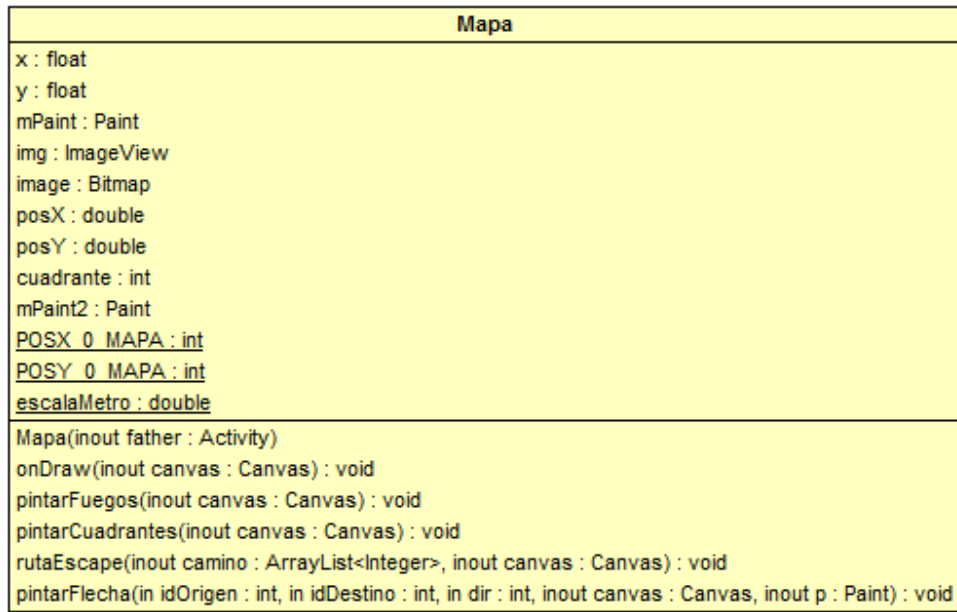 Mapa
x : float
y : float
mPaint : Paint
img : ImageView
image : Bitmap
posX : double
posY : double
cuadrante : int
mPaint2 : Paint
POSX_0_MAPA : int
POSY_0_MAPA : int
escalaMetro : double
Mapa(inout father : Activity)
onDraw(inout canvas : Canvas) : void
pintarFuegos(inout canvas : Canvas) : void
pintarCuadrantes(inout canvas : Canvas) : void
rutaEscape(inout camino : ArrayList<Integer>, inout canvas : Canvas) : void
pintarFlecha(in idOrigen : int, in idDestino : int, in dir : int, inout canvas : Canvas, inout p : Paint) : void